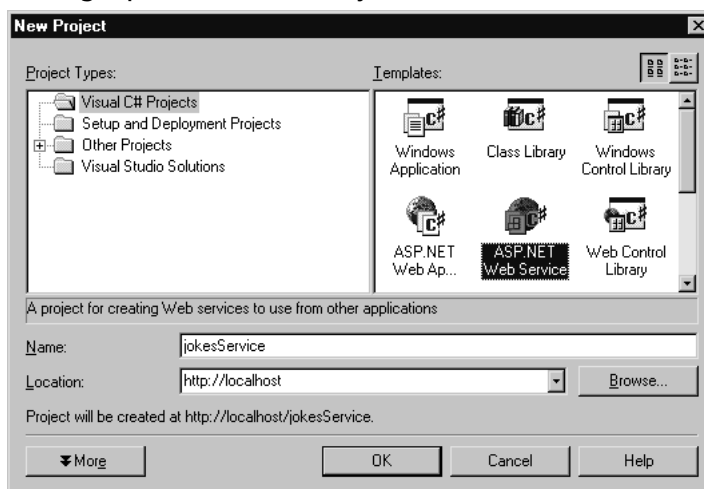 New Project
Project Types:
Templates:
Visual C# Projects
Setup and Deployment Projects
Other Projects
Visual Studio Solutions
Windows
Application
Class Library
Windows
Control Library
ASP.NET
Web Ap...
ASP.NET
Web Service
Web Control
Library
A project for creating Web services to use from other applications
Name:
jokesService
Location:
http://localhost
Browse...
Project will be created at http://localhost/jokesService.
More
OK
Cancel
Help